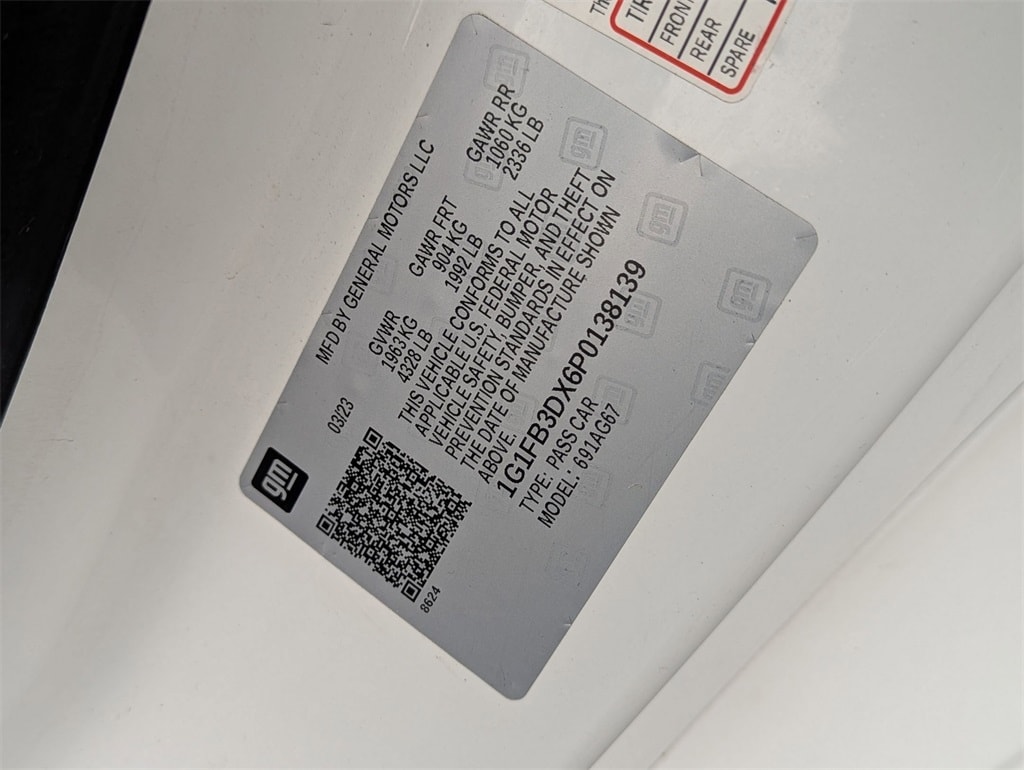 gm
MFD BY GENERAL MOTORS LLC
03/23
GVWR GAWR FRT GAWR RR
1963KG 904 KG 1060 KG
4328 LB 1992 LB 2336 LB
THIS VEHICLE CONFORMS TO ALL
APPLICABLE U.S. FEDERAL MOTOR
VEHICLE SAFETY, BUMPER, AND THEFT
PREVENTION STANDARDS IN EFFECT ON
THE DATE OF MANUFACTURE SHOWN
ABOVE.
1G1FB3DX6P0138139
TYPE: PASS CAR
MODEL: 691AG67
8624
FRONT
REAR
SPARE